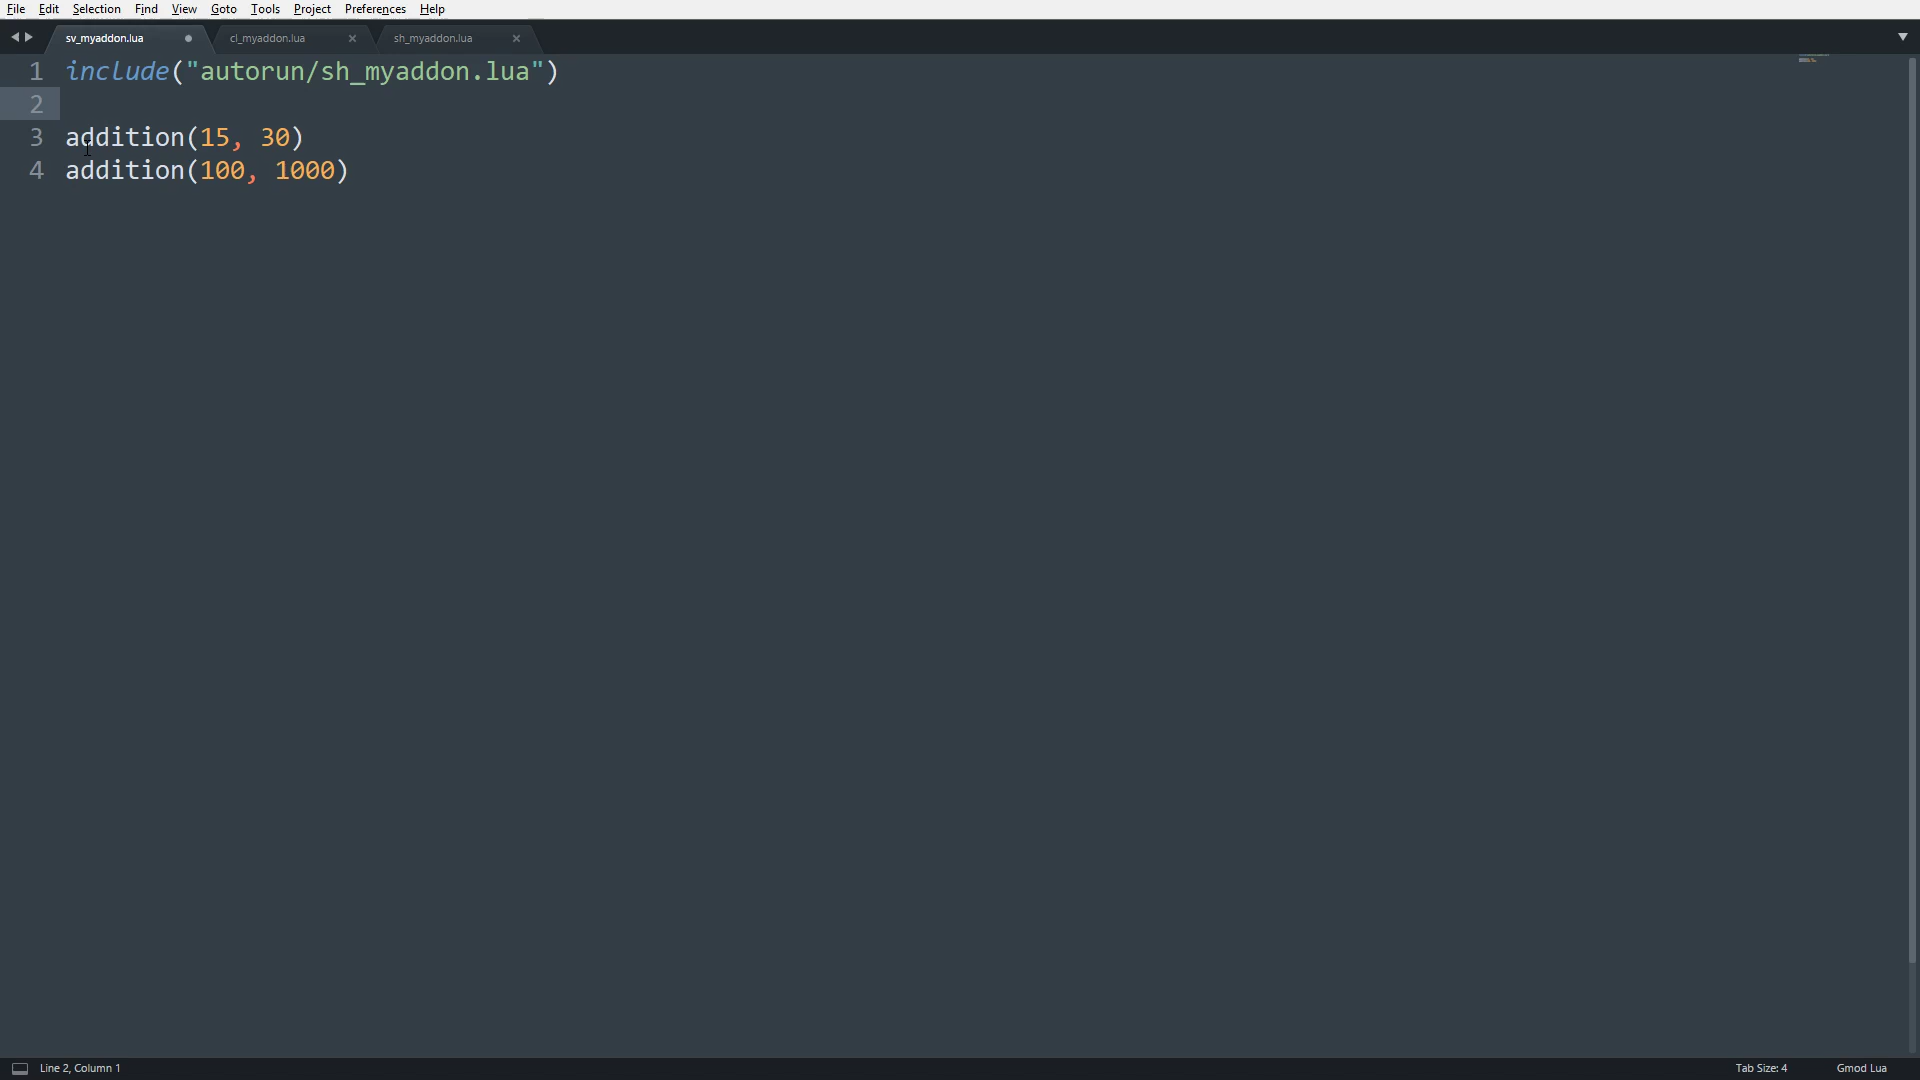 File Edit Selection Find View Goto Tools Project Preferences Help
sv_myaddon.lua ci_myaddon.lua sh_myaddon.lua
1 include("autorun/sh_myaddon.lua")
2
3 addition(15, 30)
4 addition(100, 1000)
Line 2, Column 1 Tab Size: 4 Gmod Lua